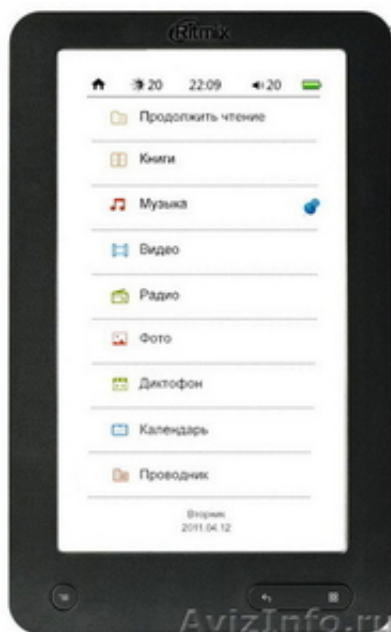 Ritmix
20 22:09 20
Продолжить чтение
Книги
Музыка
Видео
Радио
Фото
Диктофон
Календарь
Проводник
Вторник
2011.04.12
AvizInfo.ru